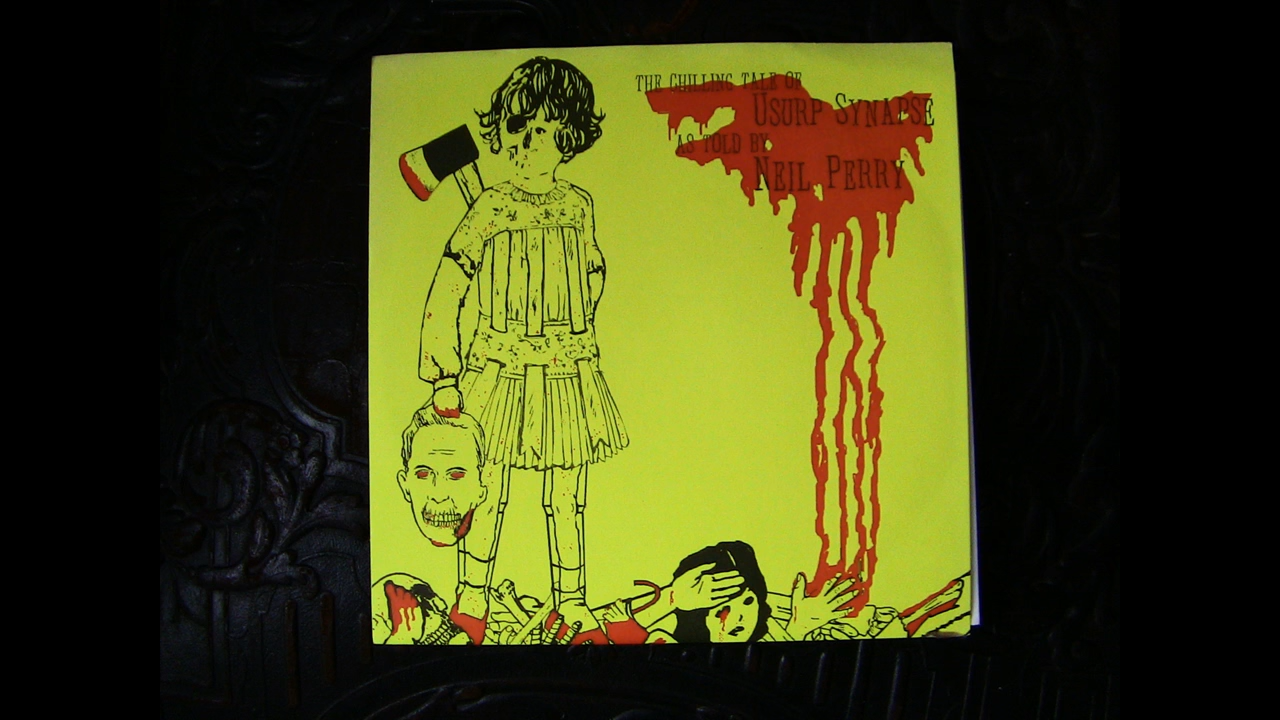 THE CHILLING TALE OF
USURP SYNAPSE
AS TOLD BY
NEIL PERRY